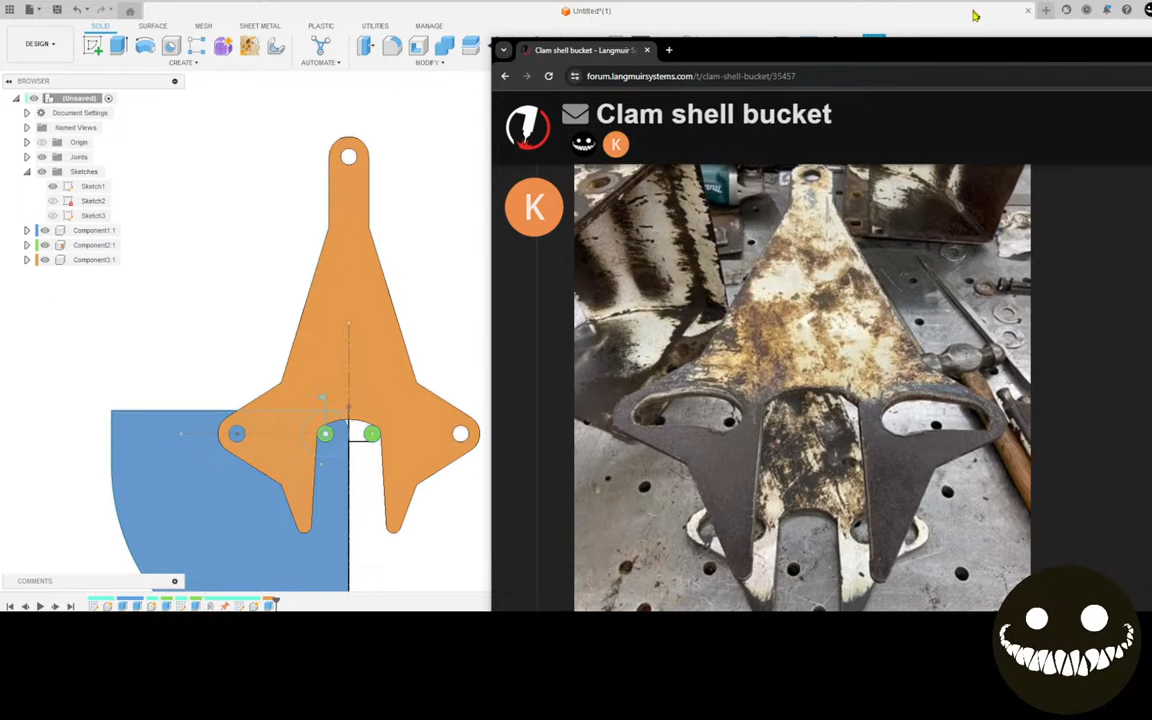 Untitled*(1)
SOLID
SURFACE
MESH
SHEET METAL
PLASTIC
UTILITIES
MANAGE
DESIGN
CREATE
AUTOMATE
MODIFY
BROWSER
(Unsaved)
Document Settings
Named Views
Origin
Joints
Sketches
Sketch1
Sketch2
Sketch3
Component1:1
Component2:1
Component3:1
COMMENTS
Clam shell bucket - Langmuir S
forum.langmuirsystems.com/t/clam-shell-bucket/35457
Clam shell bucket
K
K